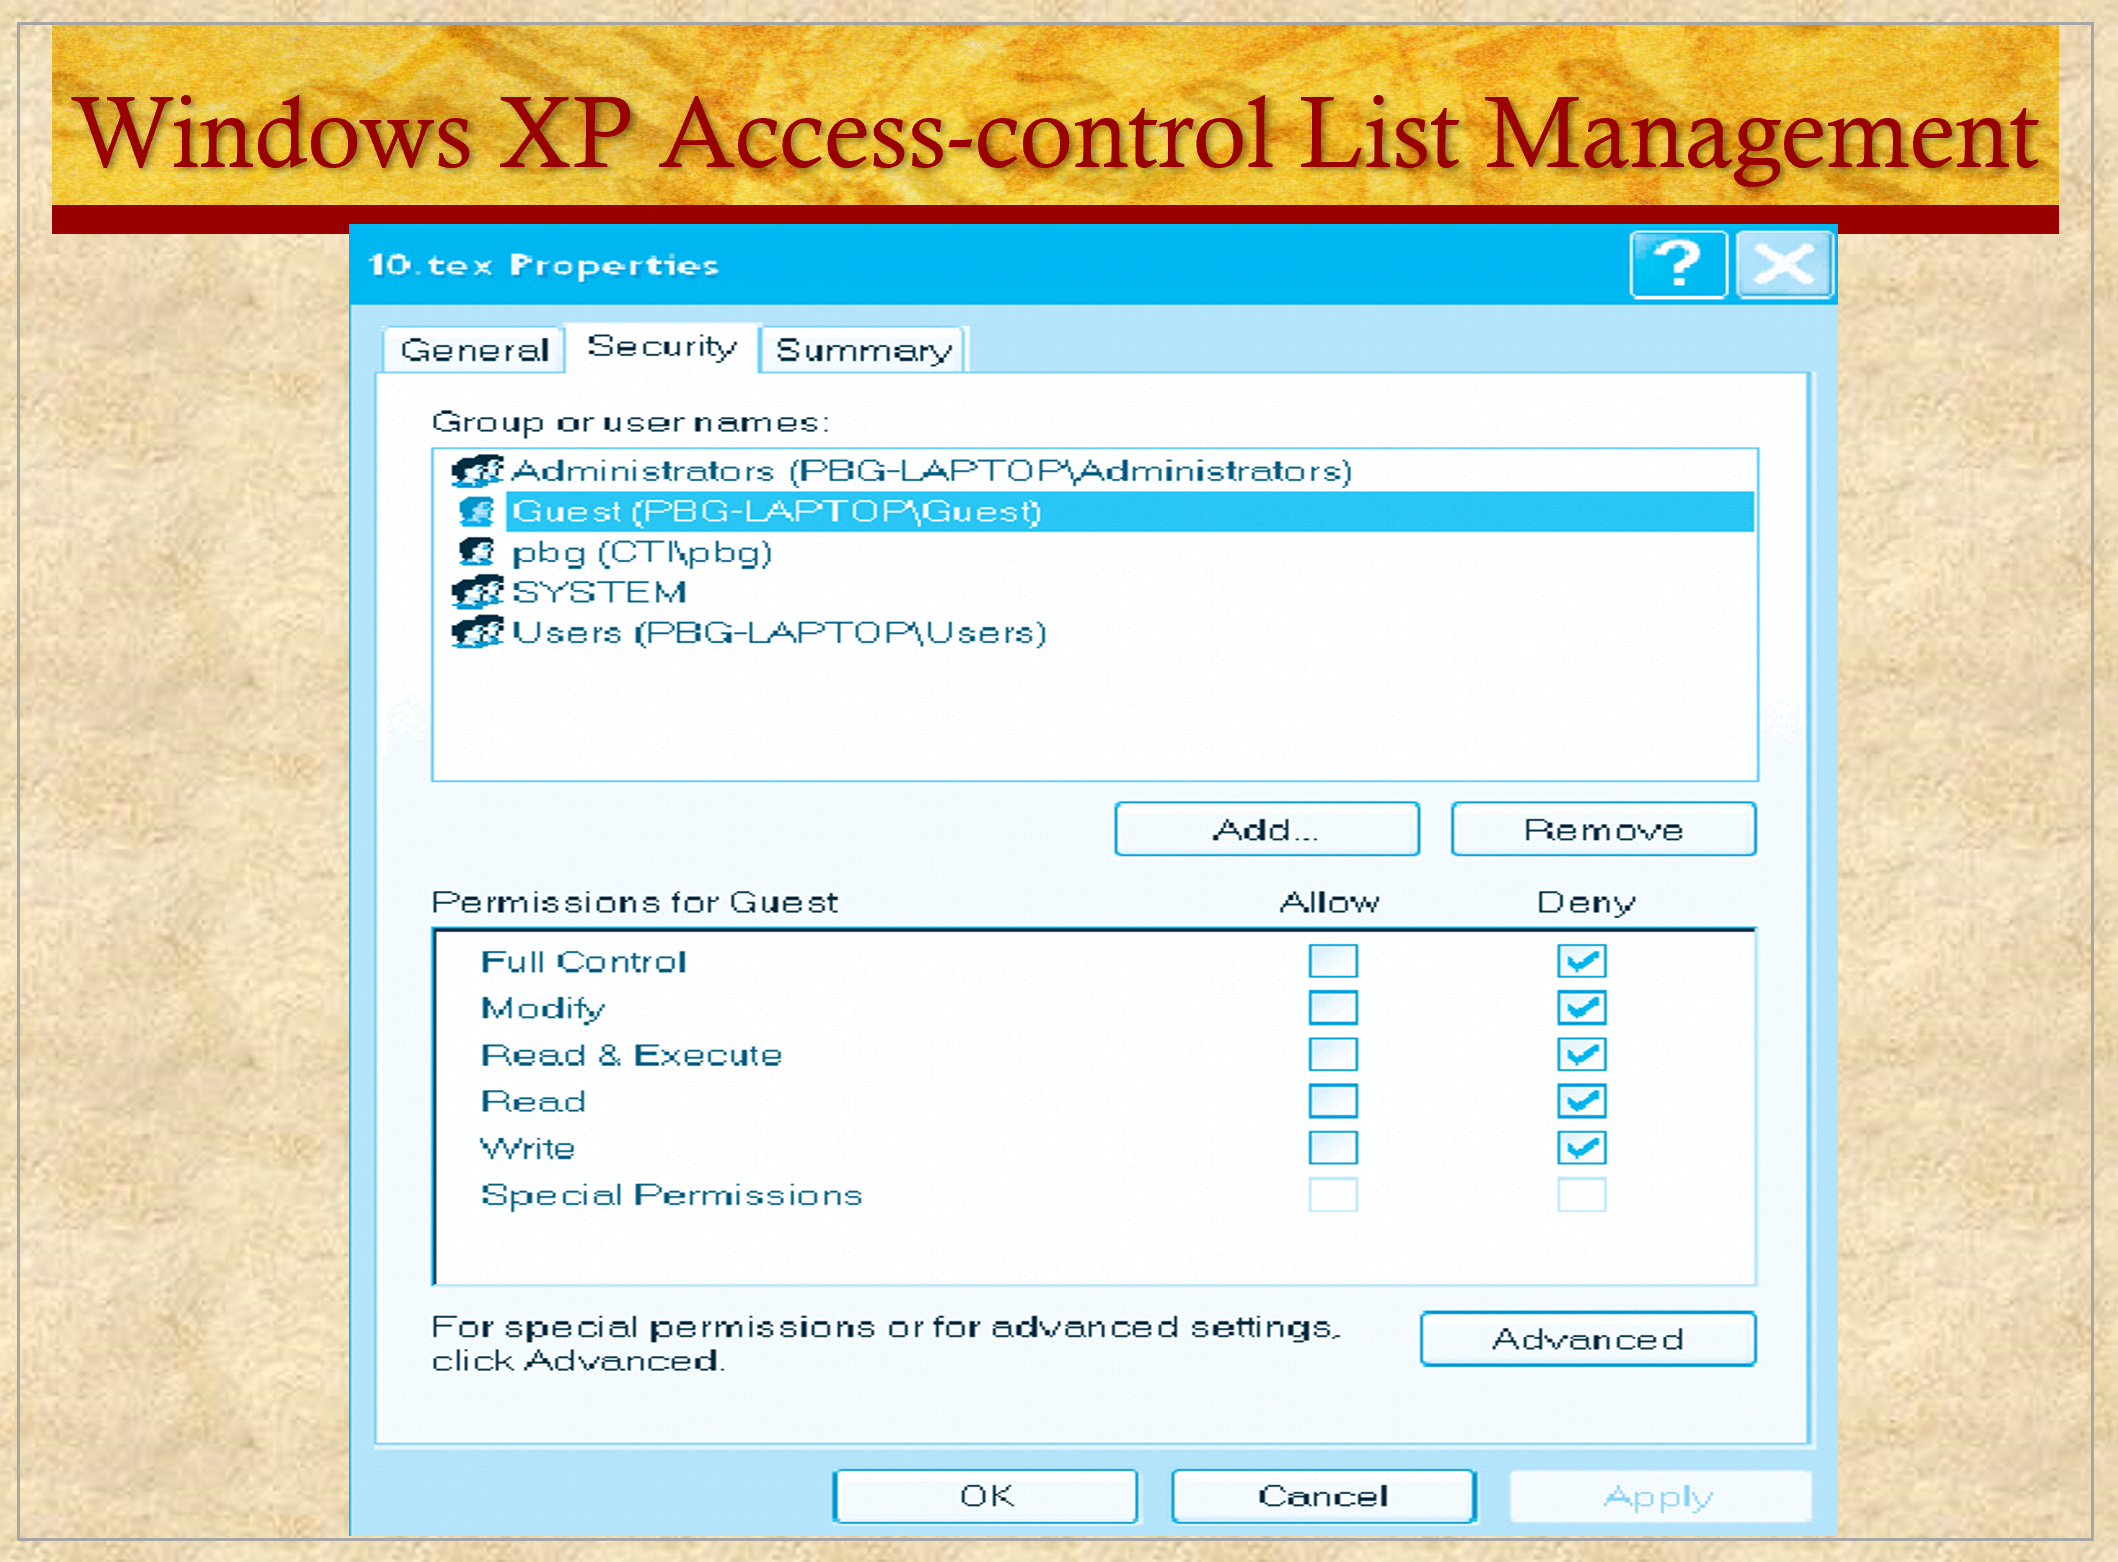 Windows XP Access-control List Management
10.tex Properties
?
General Security Summary
Group or user names:
Administrators (PBG-LAPTOP\Administrators)
Guest (PBG-LAPTOP\Guest)
pbg (CTI\pbg)
SYSTEM
Users (PBG-LAPTOP\Users)
Add... Remove
Permissions for Guest Allow Deny
Full Control
Modify
Read & Execute
Read
Write
Special Permissions
For special permissions or for advanced settings,
click Advanced.
Advanced
OK Cancel Apply